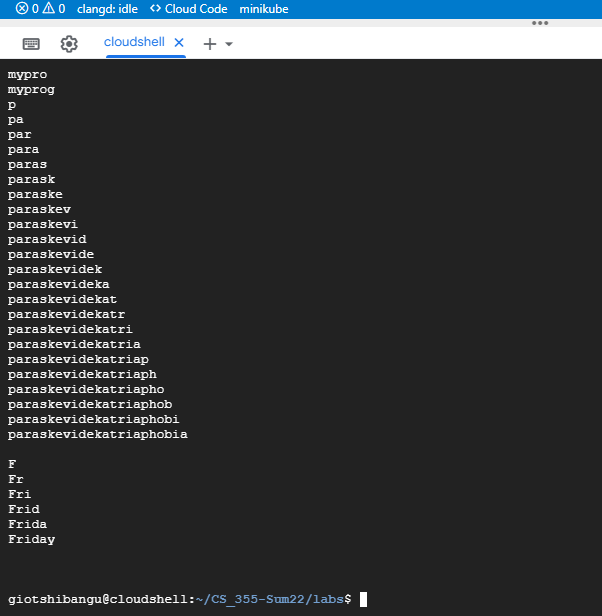 0 0 clangd: idle <> Cloud Code minikube
cloudshell
mypro
myprog
p
pa
par
para
paras
parask
paraske
paraskev
paraskevi
paraskevid
paraskevide
paraskevidek
paraskevideka
paraskevidekat
paraskevidekatr
paraskevidekatri
paraskevidekatria
paraskevidekatriap
paraskevidekatriaph
paraskevidekatriapho
paraskevidekatriaphob
paraskevidekatriaphobi
paraskevidekatriaphobia
F
Fr
Fri
Frid
Frida
Friday
giotshibangu@cloudshell:~/CS_355-Sum22/labs$